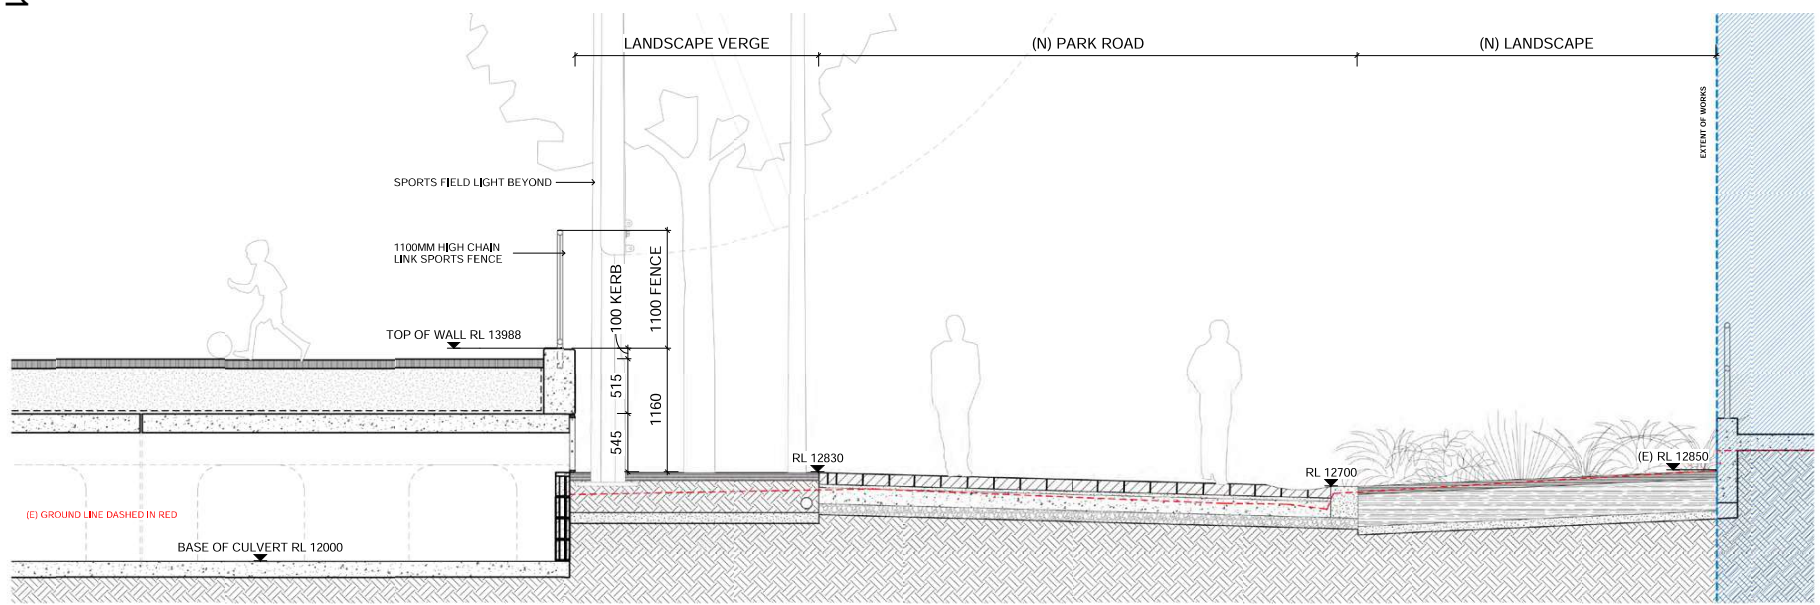 1
LANDSCAPE VERGE
(N) PARK ROAD
(N) LANDSCAPE
EXTENT OF WORKS
SPORTS FIELD LIGHT BEYOND
1100MM HIGH CHAIN
LINK SPORTS FENCE
100 KERB
1100 FENCE
TOP OF WALL RL 13988
515
1160
545
RL 12830
RL 12700
(E) RL 12850
(E) GROUND LINE DASHED IN RED
BASE OF CULVERT RL 12000